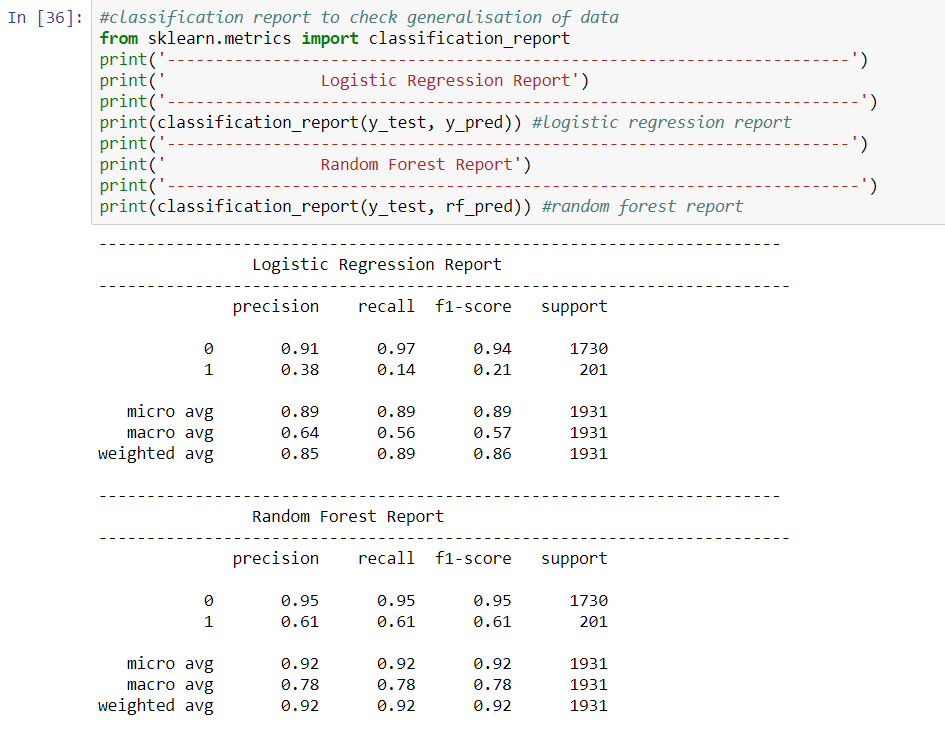 In [36]: #classification report to check generalisation of data
from sklearn.metrics import classification_report
print('-----------------------------------------------------------------------')
print('                Logistic Regression Report')
print('------------------------------------------------------------------------')
print(classification_report(y_test, y_pred)) #logistic regression report
print('-----------------------------------------------------------------------')
print('                Random Forest Report')
print('------------------------------------------------------------------------')
print(classification_report(y_test, rf_pred)) #random forest report
-----------------------------------------------------------------------
                Logistic Regression Report
------------------------------------------------------------------------
              precision    recall  f1-score   support
           0       0.91      0.97      0.94      1730
           1       0.38      0.14      0.21       201
   micro avg       0.89      0.89      0.89      1931
   macro avg       0.64      0.56      0.57      1931
weighted avg       0.85      0.89      0.86      1931
-----------------------------------------------------------------------
                Random Forest Report
------------------------------------------------------------------------
              precision    recall  f1-score   support
           0       0.95      0.95      0.95      1730
           1       0.61      0.61      0.61       201
   micro avg       0.92      0.92      0.92      1931
   macro avg       0.78      0.78      0.78      1931
weighted avg       0.92      0.92      0.92      1931